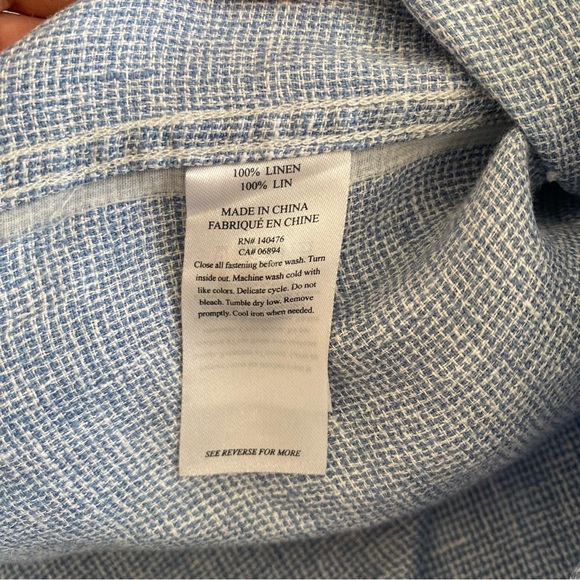 100% LINEN
100% LIN
MADE IN CHINA
FABRIQUÉ EN CHINE
RN# 140476
CA# 06894
Close all fastening before wash. Turn
inside out. Machine wash cold with
like colors. Delicate cycle. Do not
bleach. Tumble dry low. Remove
promptly. Cool iron when needed.
SEE REVERSE FOR MORE